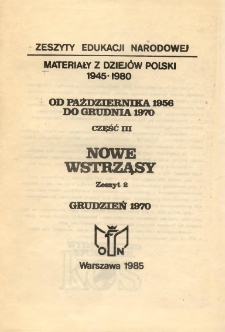 ZESZYTY EDUKACJI NARODOWEJ
MATERIAŁY Z DZIEJÓW POLSKI
1945-1980
OD PAŹDZIERNIKA 1956
DO GRUDNIA 1970
CZĘŚĆ III
NOWE
WSTRZĄSY
Zeszyt 2
GRUDZIEŃ 1970
OKN
Warszawa 1985